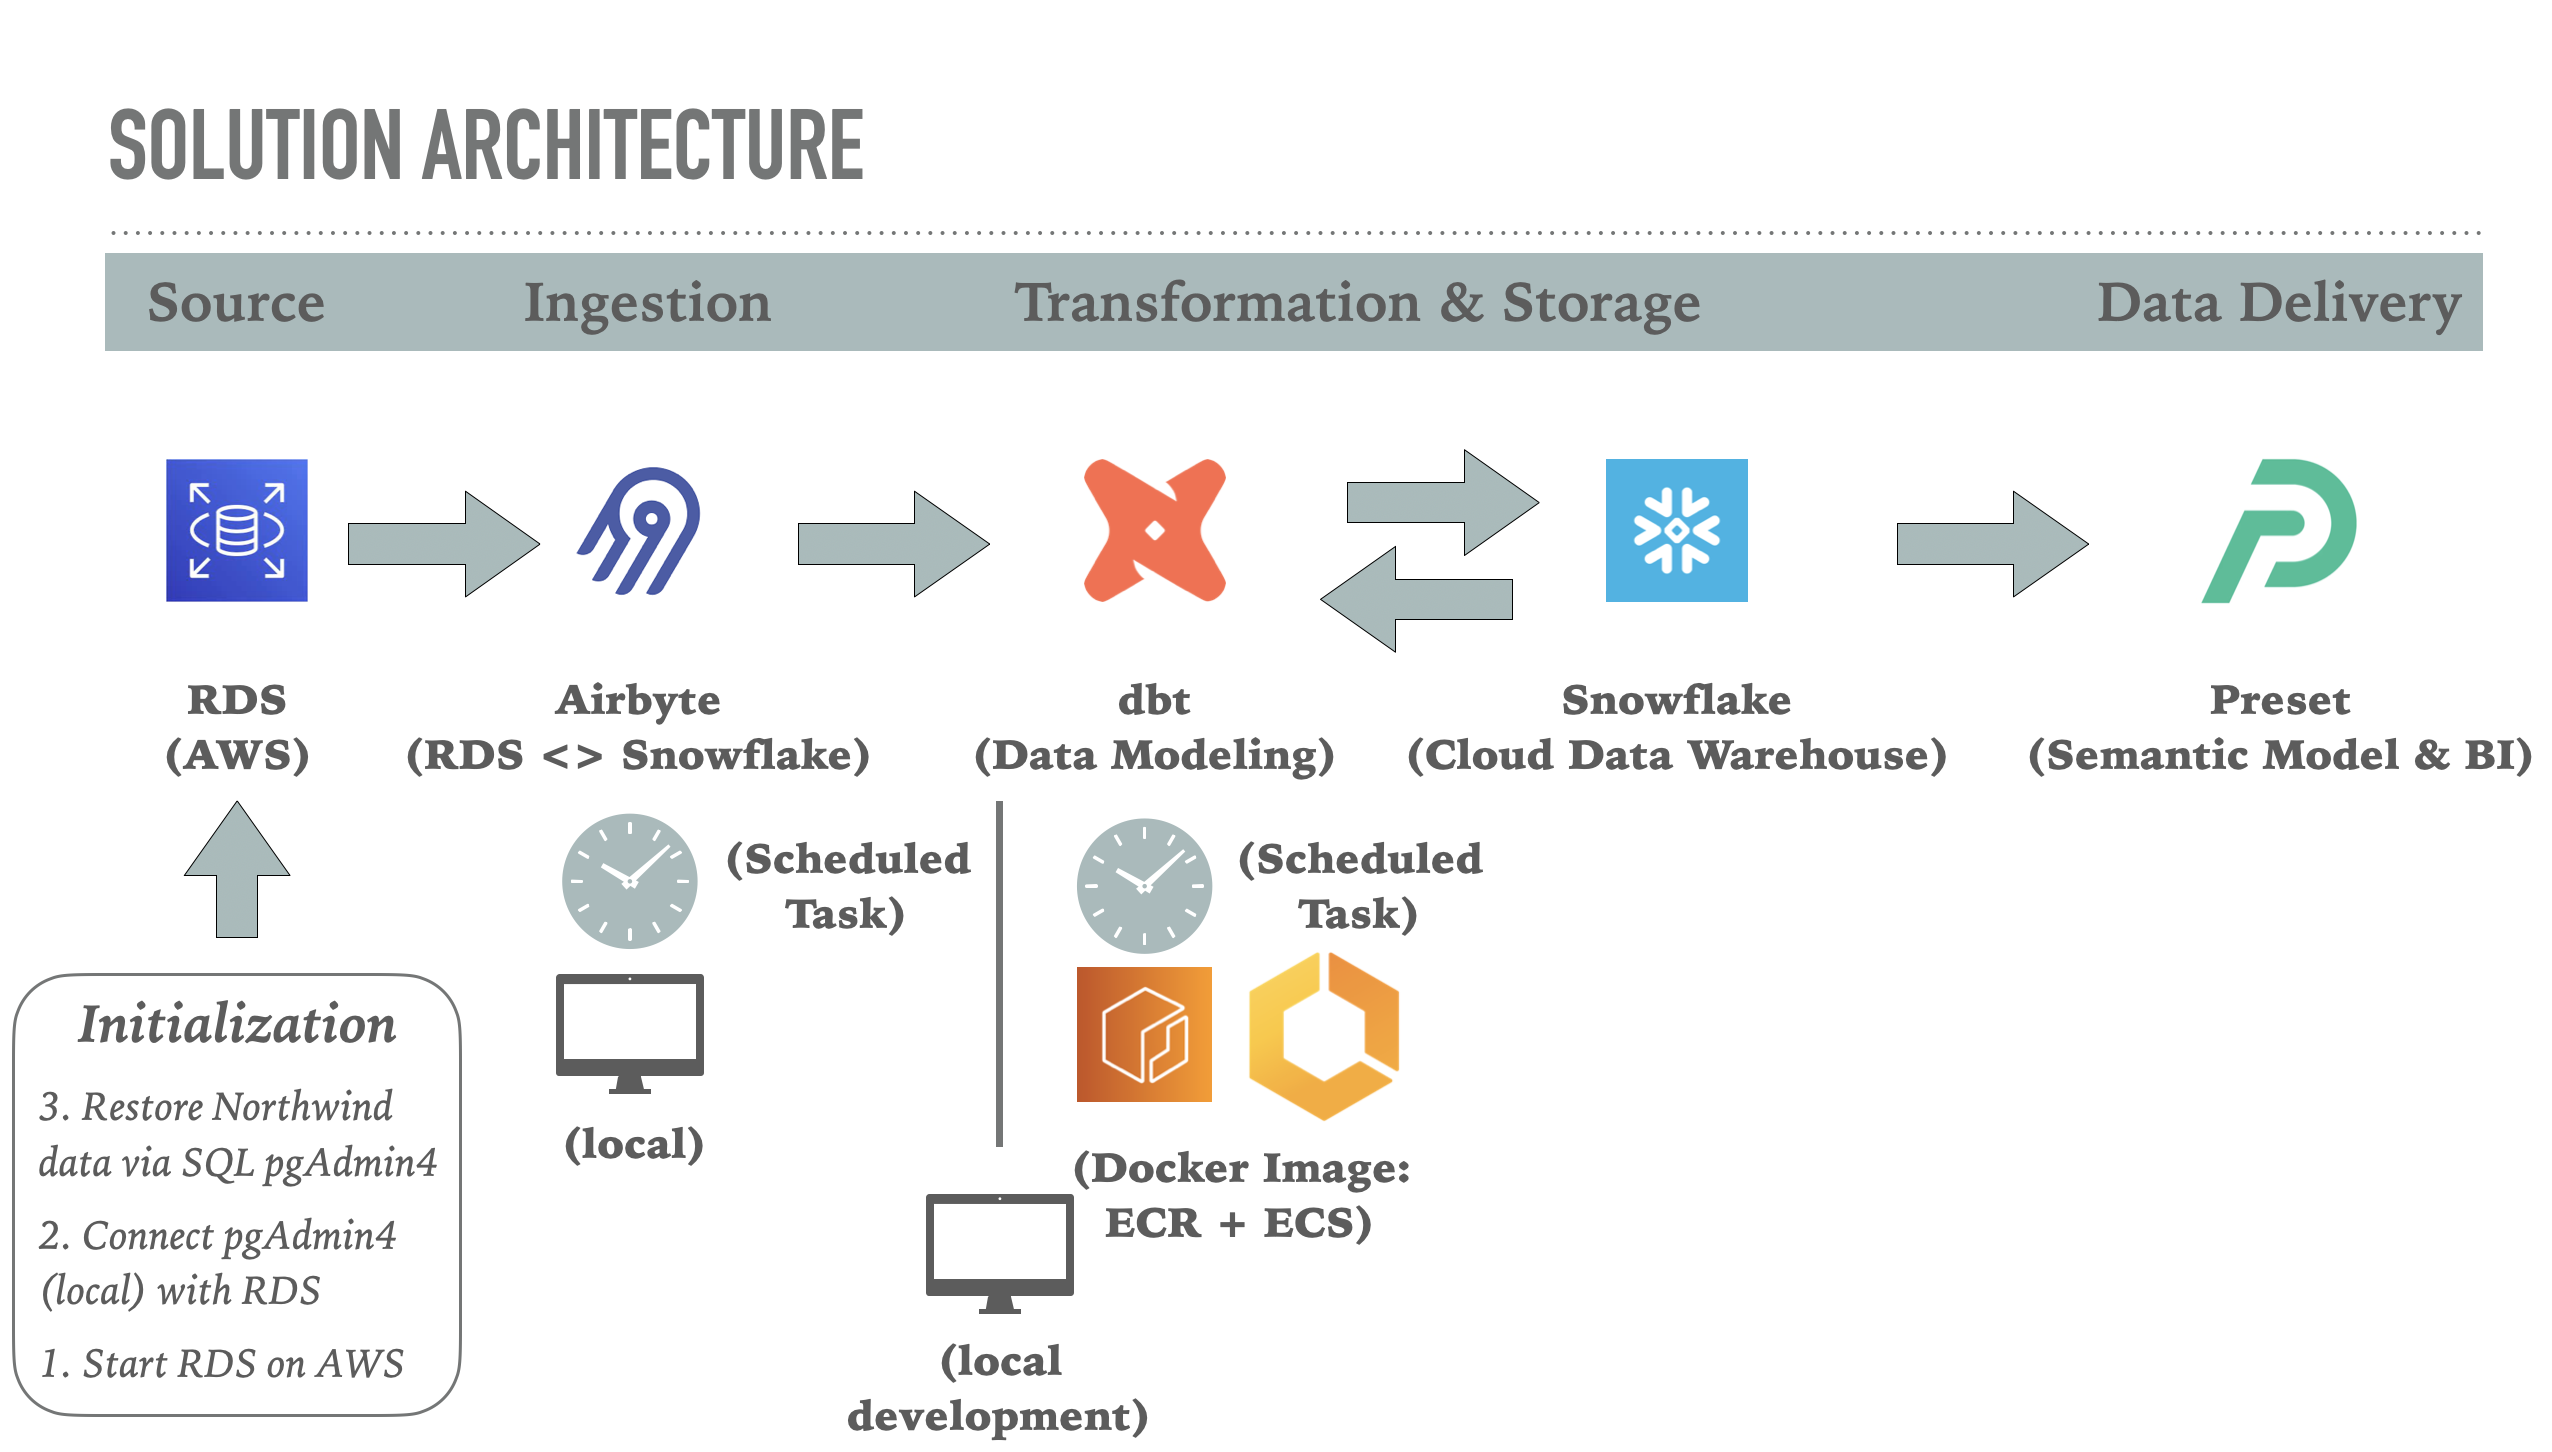 SOLUTION ARCHITECTURE
Source
Ingestion
Transformation & Storage
Data Delivery
RDS
(AWS)
Airbyte
(RDS <> Snowflake)
dbt
(Data Modeling)
Snowflake
(Cloud Data Warehouse)
Preset
(Semantic Model & BI)
(Scheduled
Task)
(local)
(Scheduled
Task)
(Docker Image:
ECR + ECS)
(local
development)
Initialization
3. Restore Northwind
data via SQL pgAdmin4
2. Connect pgAdmin4
(local) with RDS
1. Start RDS on AWS